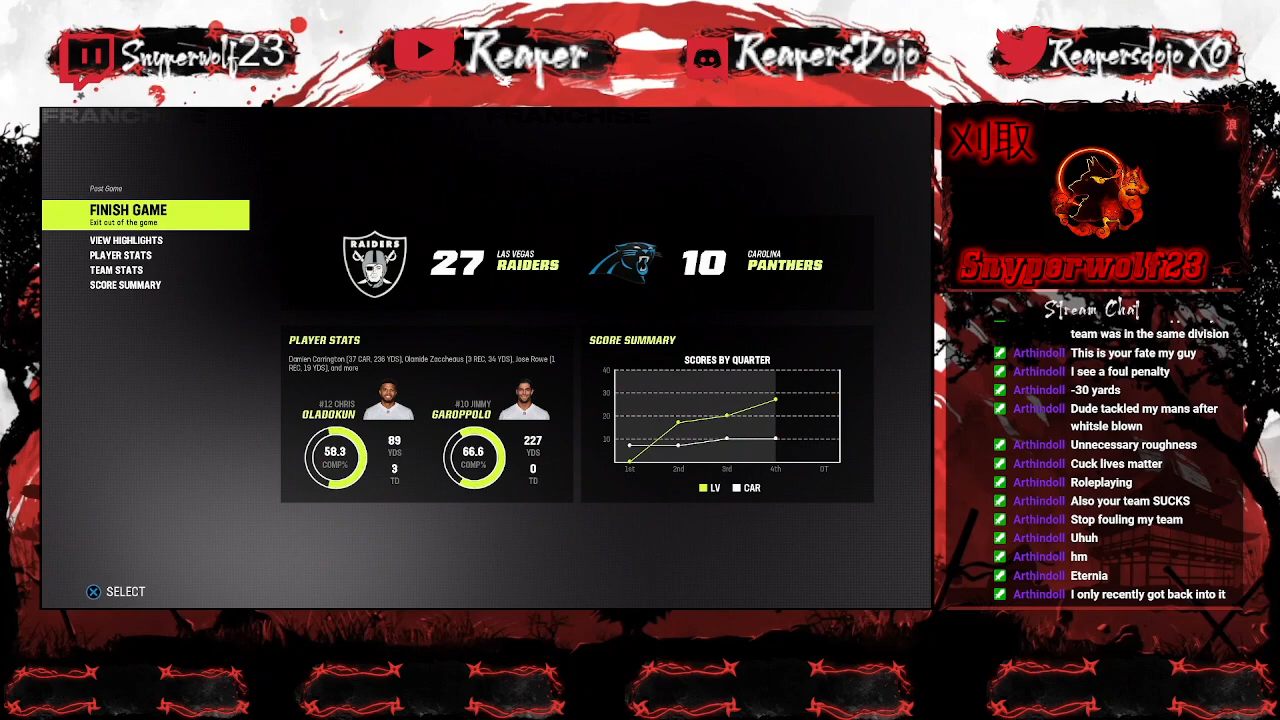 Snyperwolf23
Reaper
ReapersDojo
ReapersdojoXO
FRANCHISE
Post Game
FINISH GAME
Exit out of the game
VIEW HIGHLIGHTS
PLAYER STATS
TEAM STATS
SCORE SUMMARY
RAIDERS
27
LAS VEGAS
RAIDERS
10
CAROLINA
PANTHERS
PLAYER STATS
Damien Carrington (37 CAR, 236 YDS), Olamide Zaccheaus (3 REC, 34 YDS), Jose Rowe (1
REC, 19 YDS), and more
#12 CHRIS
OLADOKUN
58.3
COMP%
89
YDS
3
TD
#10 JIMMY
GAROPPOLO
66.6
COMP%
227
YDS
0
TD
SCORE SUMMARY
SCORES BY QUARTER
40
30
20
10
1st 2nd 3rd 4th OT
LV CAR
SELECT
刈取
浪人
Snyperwolf23
Stream Chat
team was in the same division
Arthindoll This is your fate my guy
Arthindoll I see a foul penalty
Arthindoll -30 yards
Arthindoll Dude tackled my mans after
whitsle blown
Arthindoll Unnecessary roughness
Arthindoll Cuck lives matter
Arthindoll Roleplaying
Arthindoll Also your team SUCKS
Arthindoll Stop fouling my team
Arthindoll Uhuh
Arthindoll hm
Arthindoll Eternia
Arthindoll I only recently got back into it